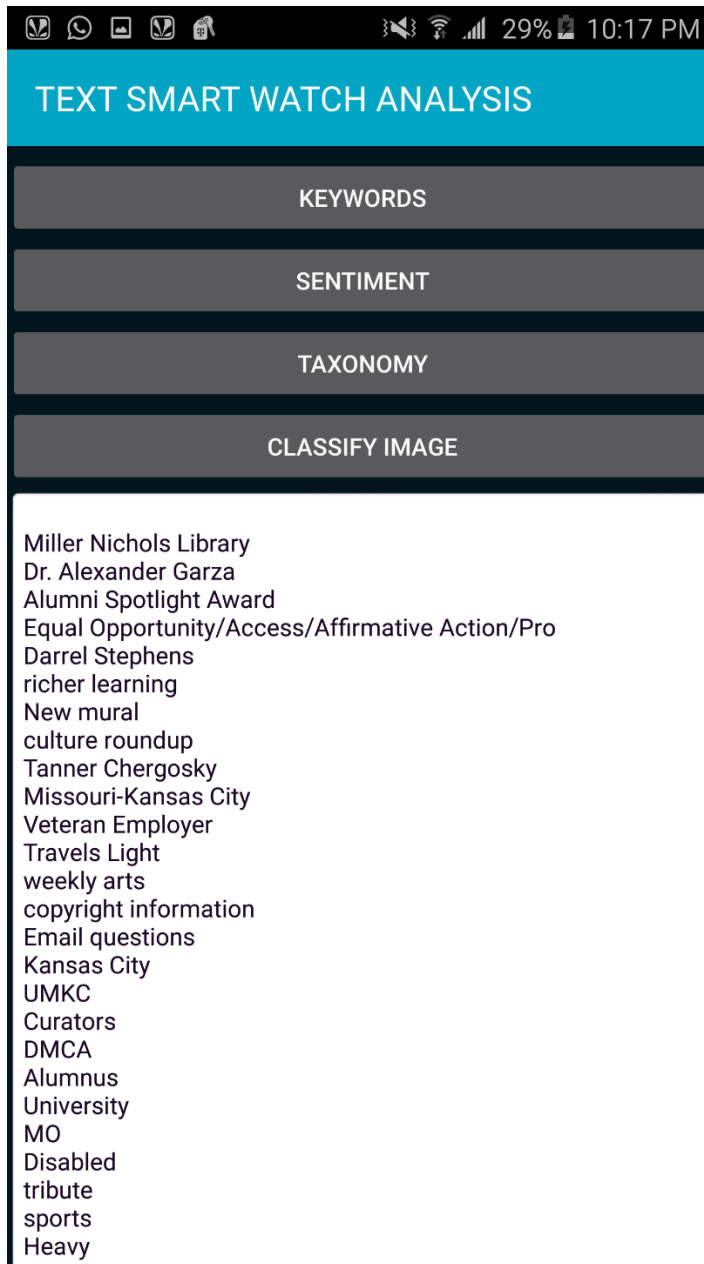 29% 10:17 PM
TEXT SMART WATCH ANALYSIS
KEYWORDS
SENTIMENT
TAXONOMY
CLASSIFY IMAGE
Miller Nichols Library
Dr. Alexander Garza
Alumni Spotlight Award
Equal Opportunity/Access/Affirmative Action/Pro
Darrel Stephens
richer learning
New mural
culture roundup
Tanner Chergosky
Missouri-Kansas City
Veteran Employer
Travels Light
weekly arts
copyright information
Email questions
Kansas City
UMKC
Curators
DMCA
Alumnus
University
MO
Disabled
tribute
sports
Heavy